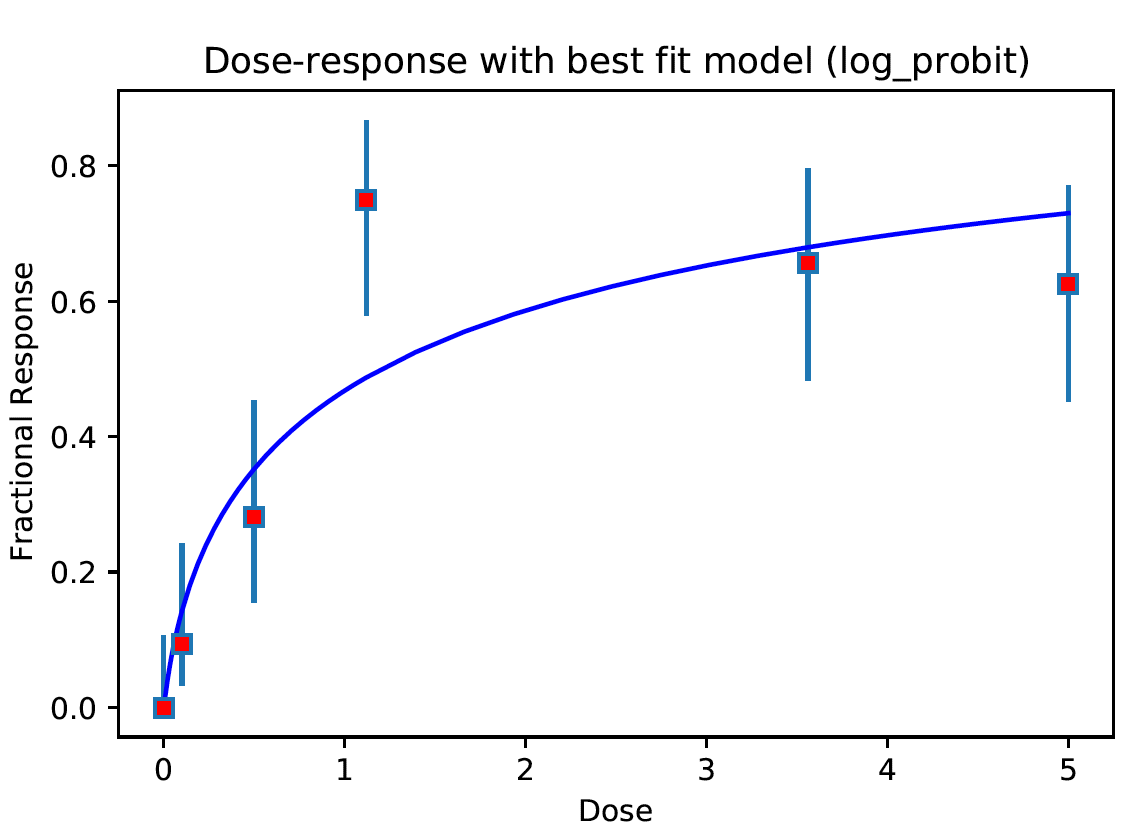 Dose-response with best fit model (log_probit)
Fractional Response
0.8
0.6
0.4
0.2
0.0
0 1 2 3 4 5
Dose